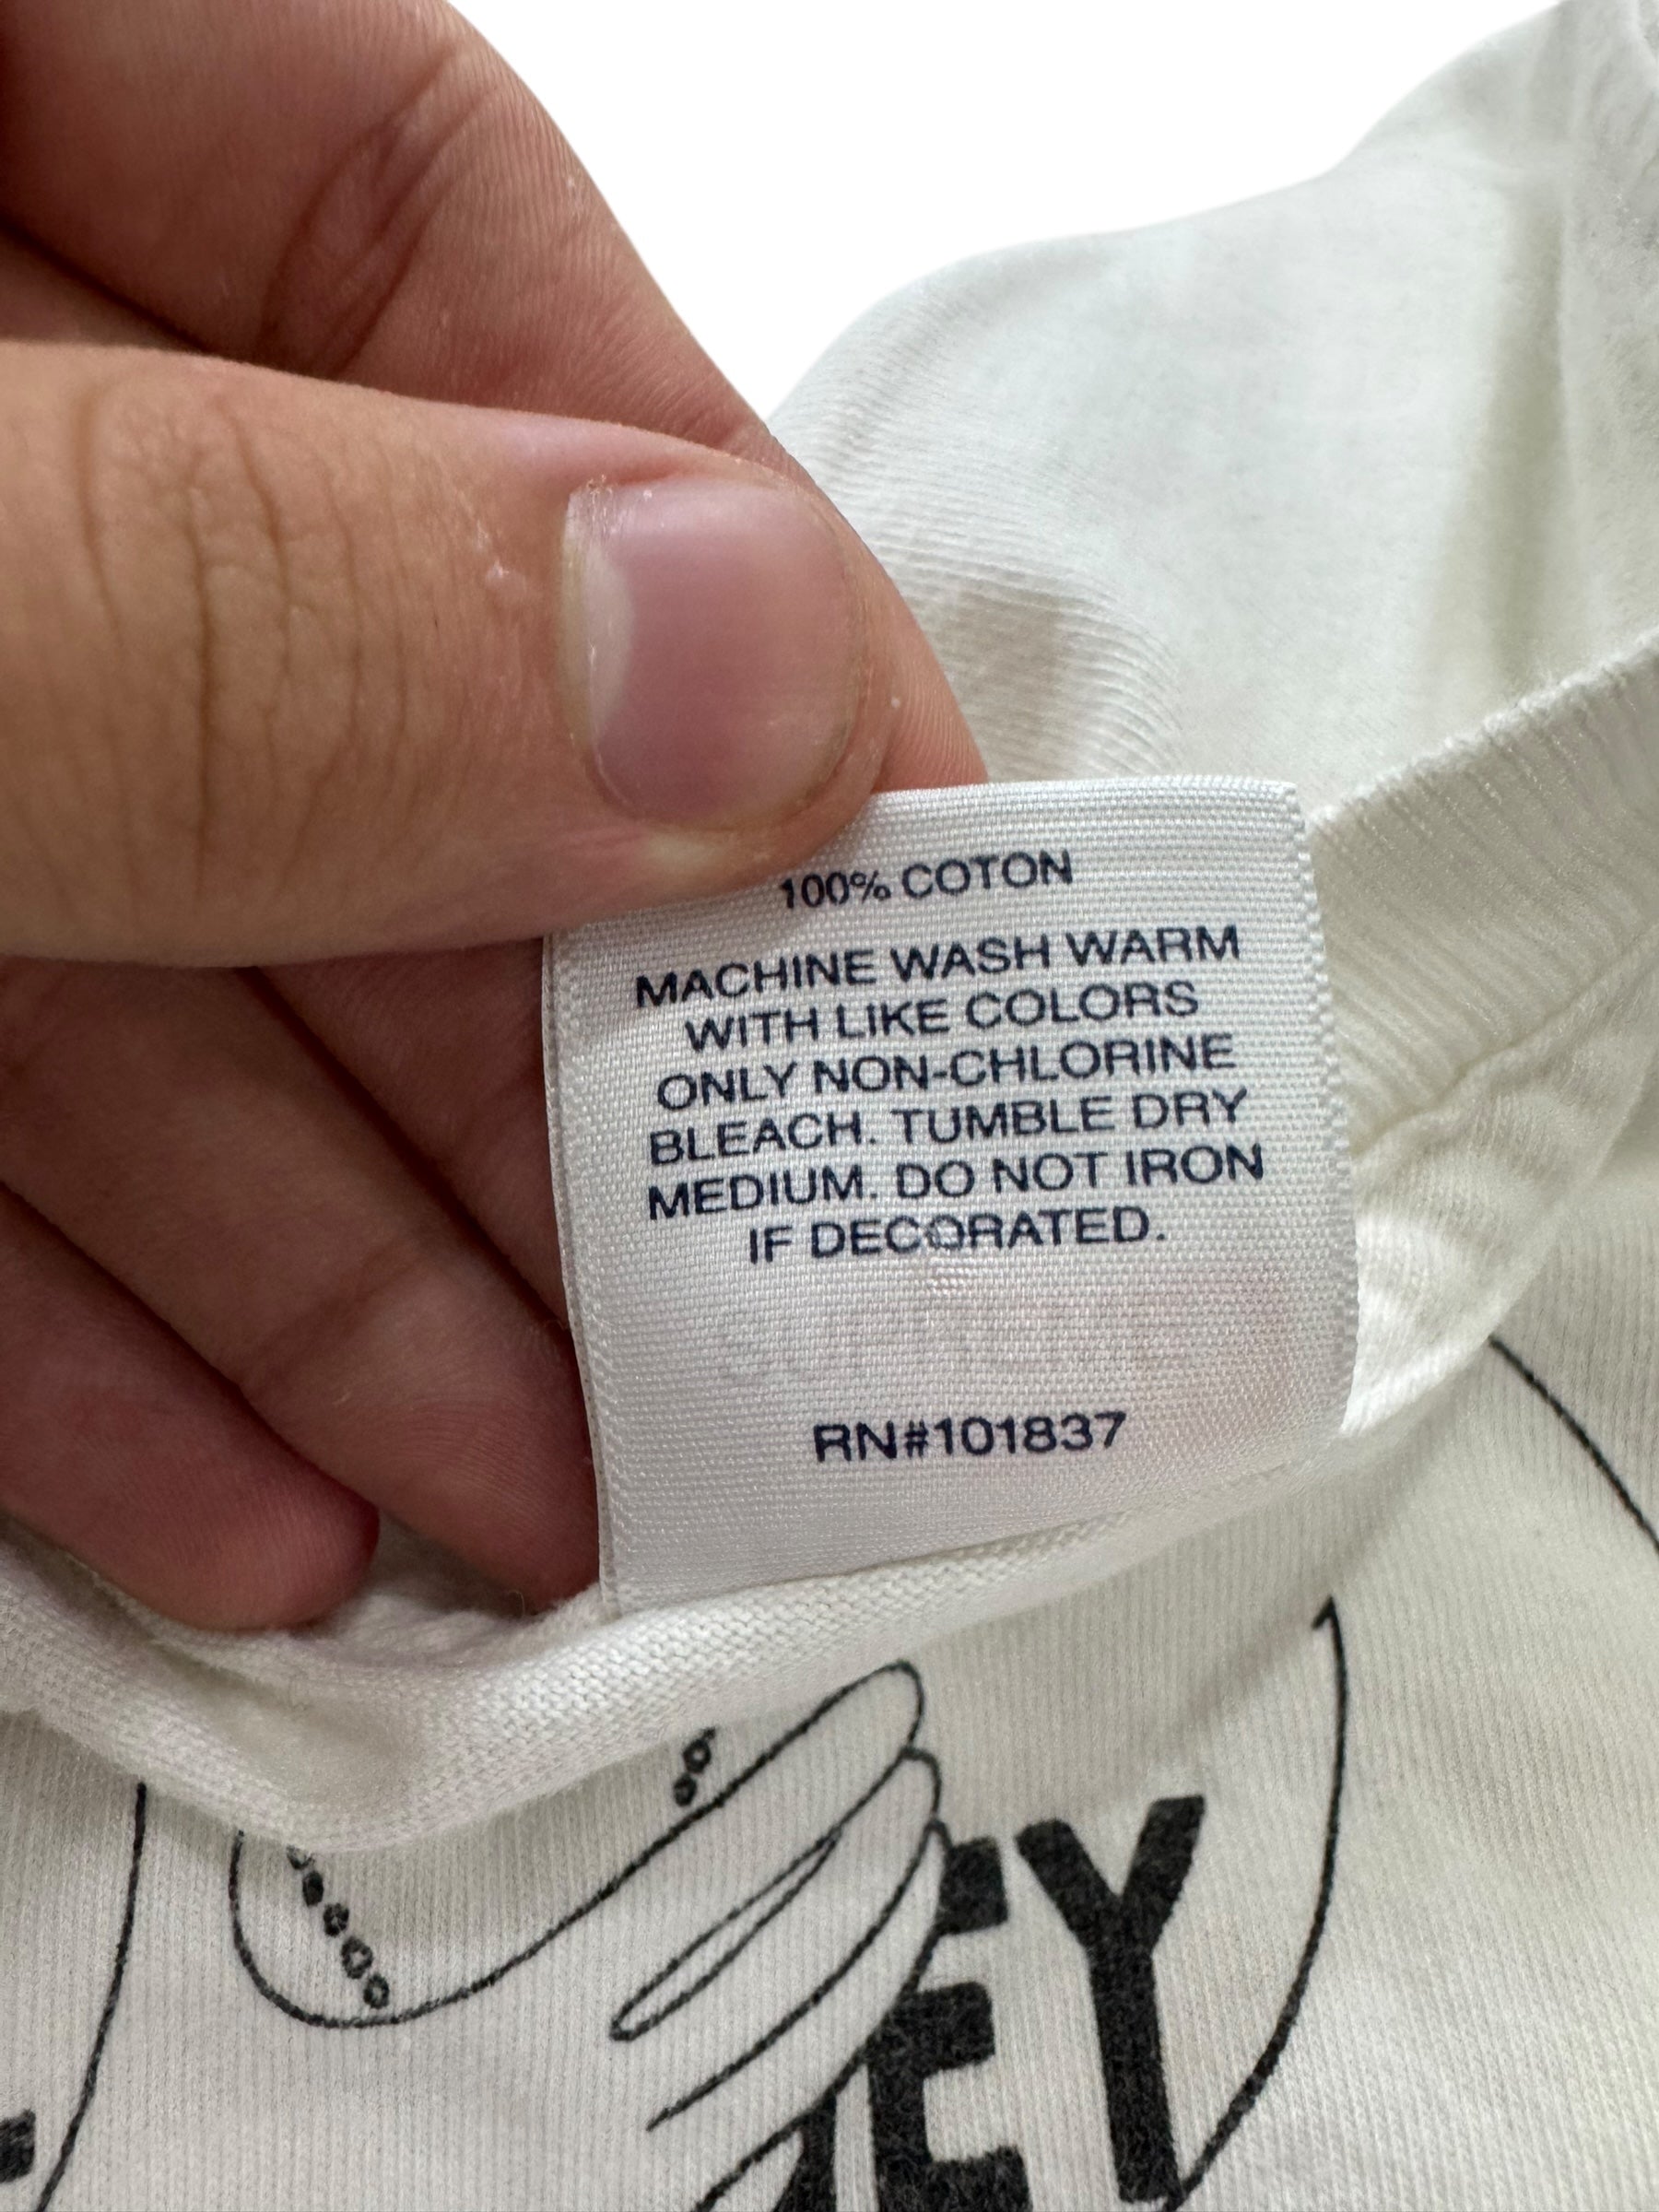 100% COTON
MACHINE WASH WARM
WITH LIKE COLORS
ONLY NON-CHLORINE
BLEACH. TUMBLE DRY
MEDIUM. DO NOT IRON
IF DECORATED.
RN#101837
EY